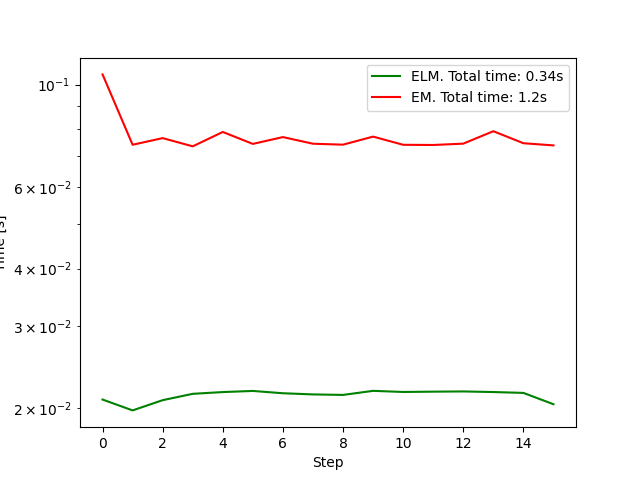 ELM. Total time: 0.34s
EM. Total time: 1.2s
10⁻¹
6 × 10⁻²
4 × 10⁻²
3 × 10⁻²
2 × 10⁻²
0 2 4 6 8 10 12 14
Step